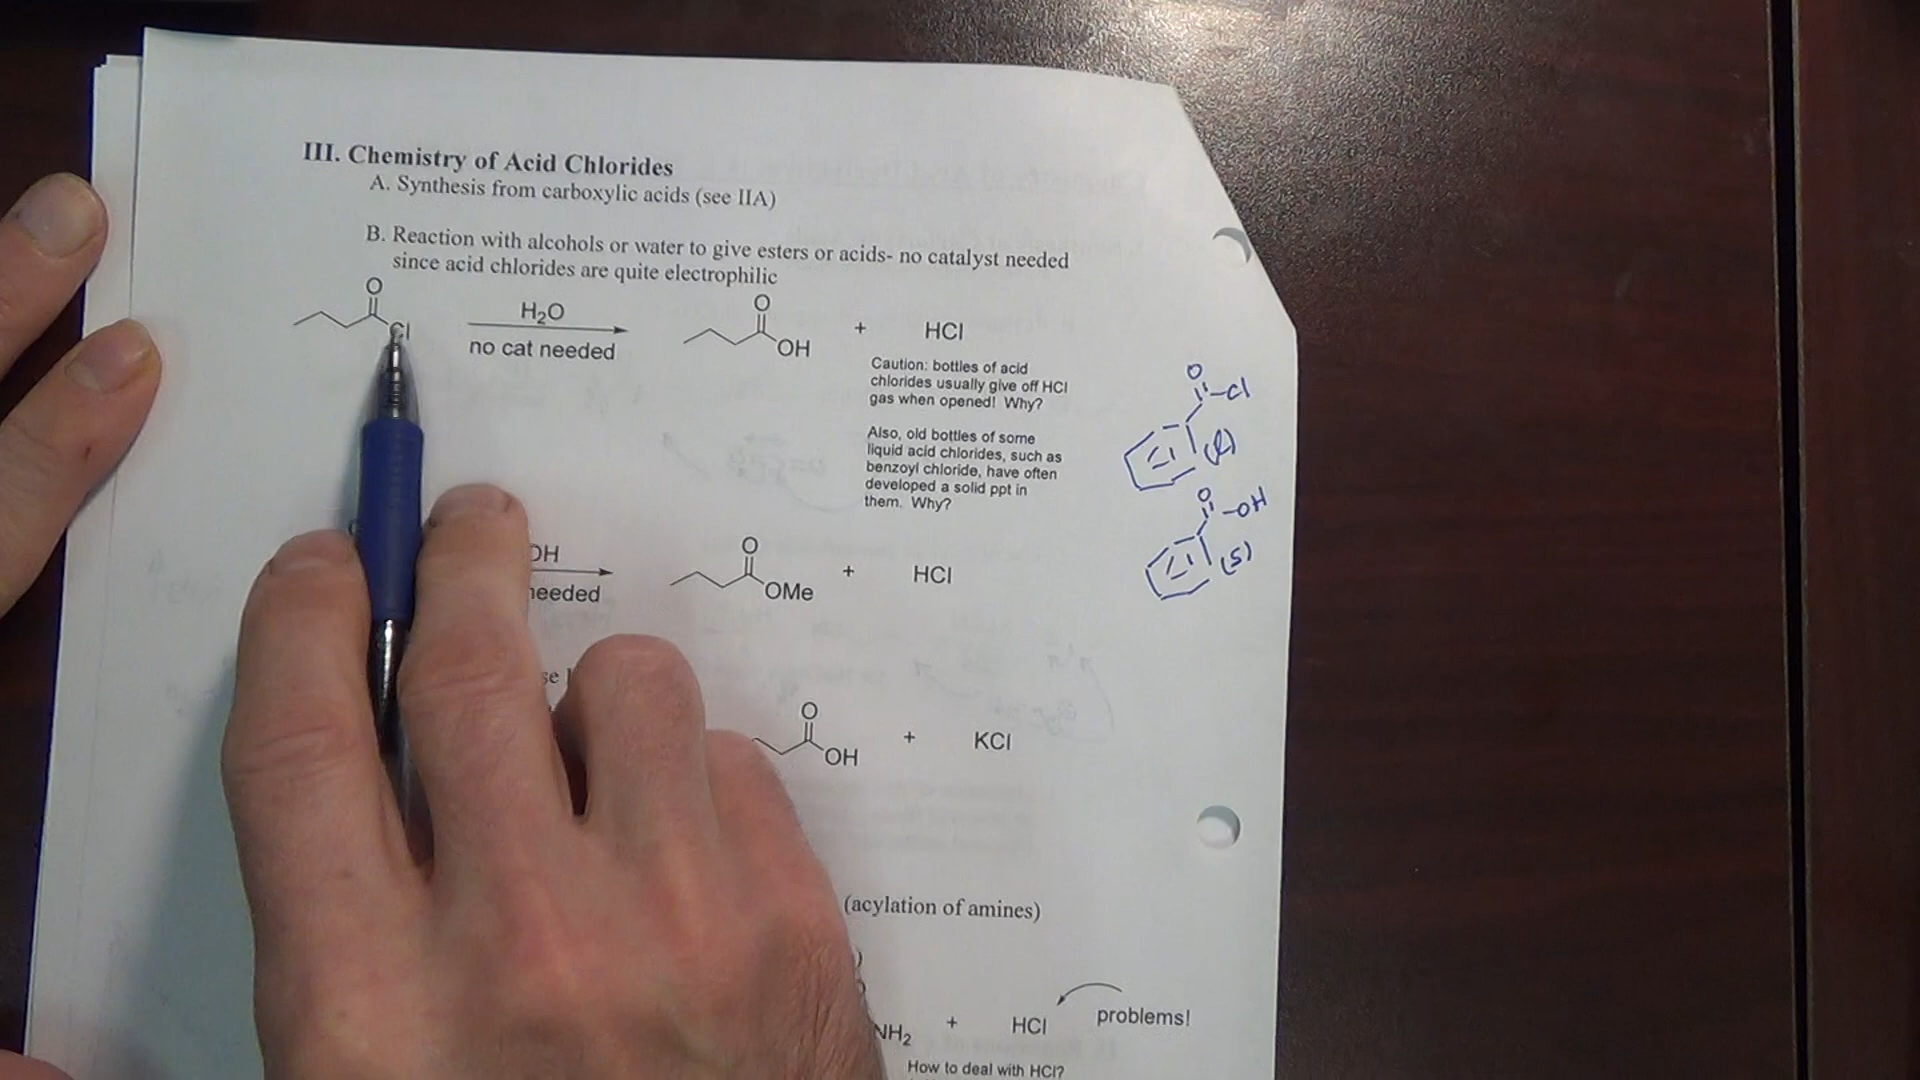 III. Chemistry of Acid Chlorides
A. Synthesis from carboxylic acids (see IIA)
B. Reaction with alcohols or water to give esters or acids- no catalyst needed
since acid chlorides are quite electrophilic
O
Cl
H₂O
no cat needed
O
OH
+
HCl
Caution: bottles of acid
chlorides usually give off HCl
gas when opened! Why?
Also, old bottles of some
liquid acid chlorides, such as
benzoyl chloride, have often
developed a solid ppt in
them. Why?
O
-Cl
(l)
O
-OH
(s)
OH
needed
O
OMe
+
HCl
se
O
OH
+
KCl
(acylation of amines)
NH₂
+
HCl
problems!
How to deal with HCl?